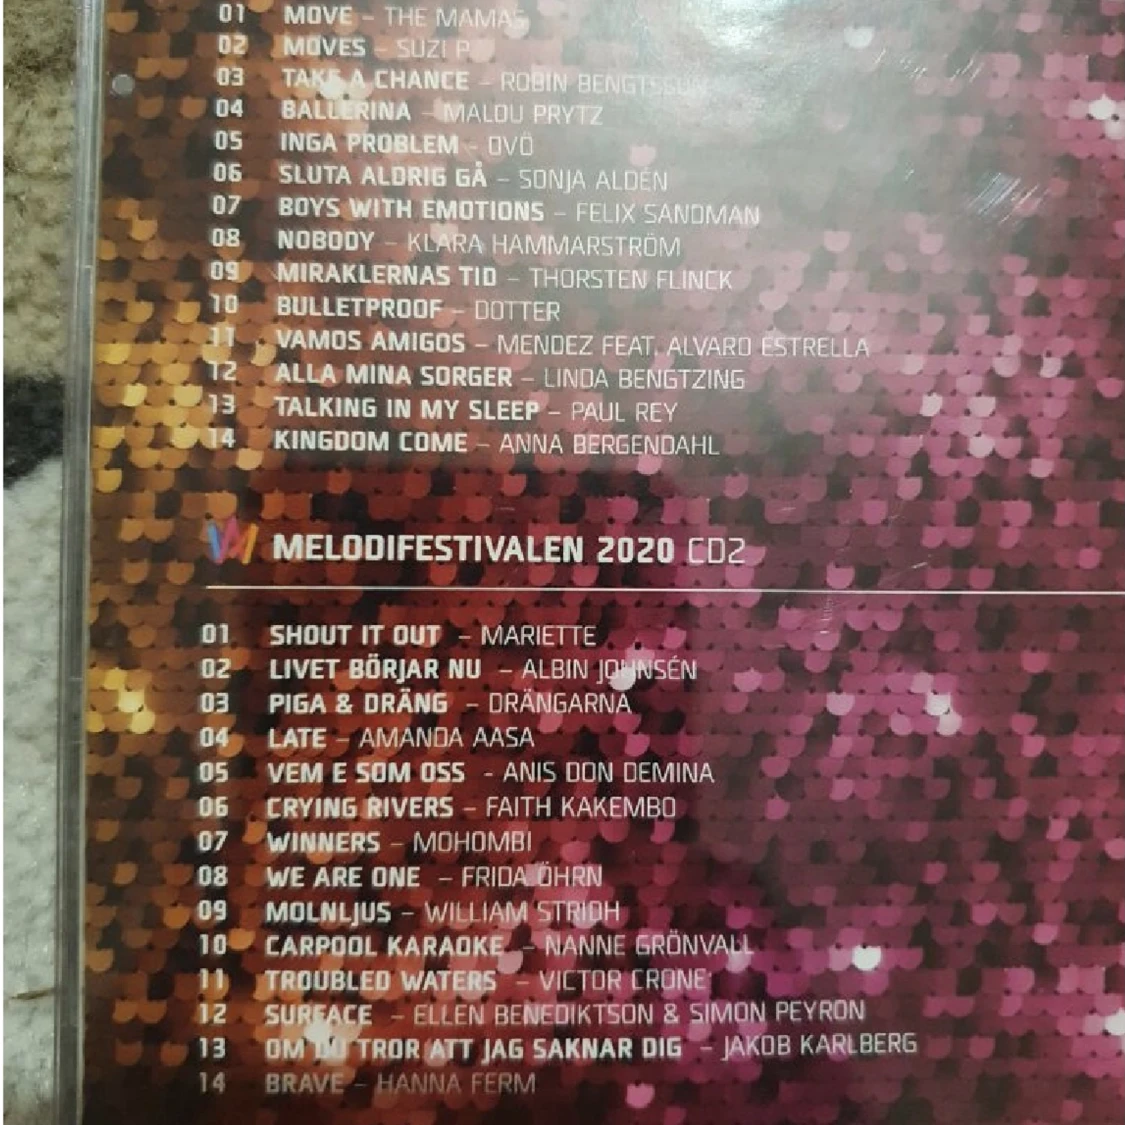 01 MOVE – THE MAMAS
02 MOVES – SUZI P
03 TAKE A CHANCE – ROBIN BENGTSSON
04 BALLERINA – MALOU PRYTZ
05 INGA PROBLEM – OVÖ
06 SLUTA ALDRIG GÅ – SONJA ALDÉN
07 BOYS WITH EMOTIONS – FELIX SANDMAN
08 NOBODY – KLARA HAMMARSTRÖM
09 MIRAKLERNAS TID – THORSTEN FLINCK
10 BULLETPROOF – DOTTER
11 VAMOS AMIGOS – MENDEZ FEAT. ALVARO ESTRELLA
12 ALLA MINA SORGER – LINDA BENGTZING
13 TALKING IN MY SLEEP – PAUL REY
14 KINGDOM COME – ANNA BERGENDAHL
MELODIFESTIVALEN 2020 CD2
01 SHOUT IT OUT – MARIETTE
02 LIVET BÖRJAR NU – ALBIN JOHNSÉN
03 PIGA & DRÄNG – DRÄNGARNA
04 LATE – AMANDA AASA
05 VEM E SOM OSS - ANIS DON DEMINA
06 CRYING RIVERS – FAITH KAKEMBO
07 WINNERS – MOHOMBI
08 WE ARE ONE – FRIDA ÖHRN
09 MOLNLJUS – WILLIAM STRIDH
10 CARPOOL KARAOKE – NANNE GRÖNVALL
11 TROUBLED WATERS – VICTOR CRONE
12 SURFACE – ELLEN BENEDIKTSON & SIMON PEYRON
13 OM DU TROR ATT JAG SAKNAR DIG – JAKOB KARLBERG
14 BRAVE – HANNA FERM